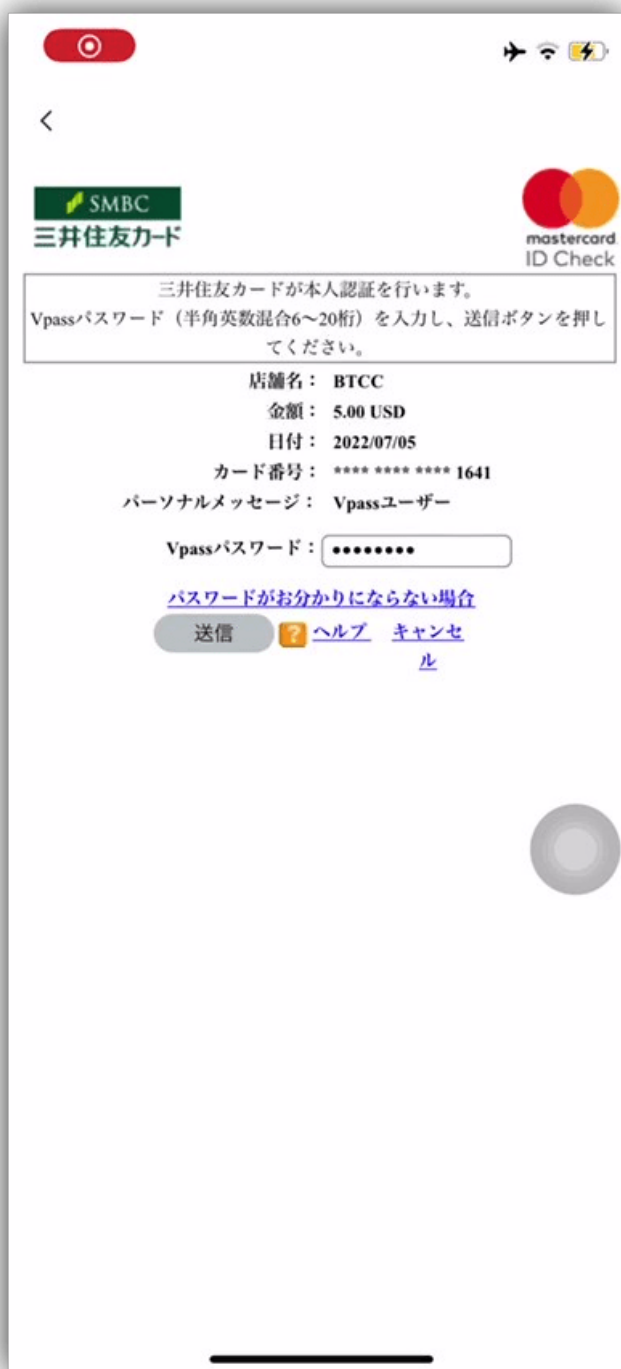 SMBC
三井住友カード
mastercard
ID Check
三井住友カードが本人認証を行います。
Vpassパスワード（半角英数混合6～20桁）を入力し、送信ボタンを押し
てください。
店舗名： BTCC
金額： 5.00 USD
日付： 2022/07/05
カード番号： **** **** **** 1641
パーソナルメッセージ： Vpassユーザー
Vpassパスワード： ••••••••
パスワードがお分かりにならない場合
送信 ? ヘルプ キャンセ
ル